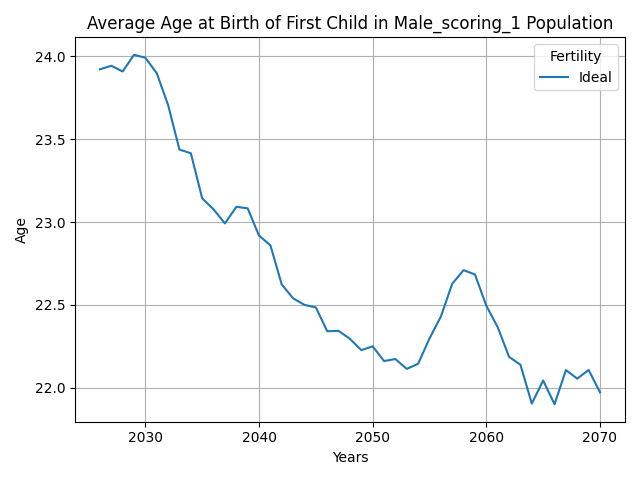 Average Age at Birth of First Child in Male_scoring_1 Population
Fertility
Ideal
24.0
23.5
23.0
22.5
22.0
Age
2030 2040 2050 2060 2070
Years